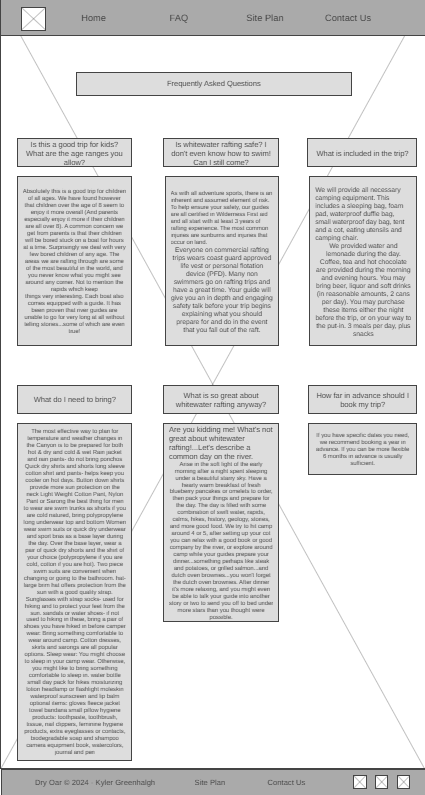 Home FAQ Site Plan Contact Us
Frequently Asked Questions
Is this a good trip for kids?
What are the age ranges you
allow?
Absolutely this is a good trip for children
of all ages. We have found however
that children over the age of 8 seem to
enjoy it more overall (And parents
especially enjoy it more if their children
are all over 8). A common concern we
get from parents is that their children
will be bored stuck on a boat for hours
at a time. Surprisingly we deal with very
few bored children of any age. The
areas we are rafting through are some
of the most beautiful in the world, and
you never know what you might see
around any corner. Not to mention the
rapids which keep
things very interesting. Each boat also
comes equipped with a guide. It has
been proven that river guides are
unable to go for very long at all without
telling stories...some of which are even
true!
Is whitewater rafting safe? I
don't even know how to swim!
Can I still come?
As with all adventure sports, there is an
inherent and assumed element of risk.
To help ensure your safety, our guides
are all certified in Wilderness First aid
and all start with at least 3 years of
rafting experience. The most common
injuries are sunburns and injuries that
occur on land.
Everyone on commercial rafting
trips wears coast guard approved
life vest or personal flotation
device (PFD). Many non
swimmers go on rafting trips and
have a great time. Your guide will
give you an in depth and engaging
safety talk before your trip begins
explaining what you should
prepare for and do in the event
that you fall out of the raft.
What is included in the trip?
We will provide all necessary
camping equipment. This
includes a sleeping bag, foam
pad, waterproof duffle bag,
small waterproof day bag, tent
and a cot, eating utensils and
camping chair.
We provided water and
lemonade during the day.
Coffee, tea and hot chocolate
are provided during the morning
and evening hours. You may
bring beer, liquor and soft drinks
(in reasonable amounts, 2 cans
per day). You may purchase
these items either the night
before the trip, or on your way to
the put-in. 3 meals per day, plus
snacks
What do I need to bring?
The most effective way to plan for
temperature and weather changes in
the Canyon is to be prepared for both
hot & dry and cold & wet Rain jacket
and rain pants- do not bring ponchos
Quick dry shirts and shorts long sleeve
cotton shirt and pants- helps keep you
cooler on hot days. Button down shirts
provide more sun protection on the
neck Light Weight Cotton Pant, Nylon
Pant or Sarong the best thing for men
to wear are swim trunks as shorts if you
are cold natured, bring polypropylene
long underwear top and bottom Women
wear swim suits or quick dry underwear
and sport bras as a base layer during
the day. Over the base layer, wear a
pair of quick dry shorts and the shirt of
your choice (polypropylene if you are
cold, cotton if you are hot). Two piece
swim suits are convenient when
changing or going to the bathroom. hat-
large brim hat offers protection from the
sun with a good quality strap.
Sunglasses with strap socks- used for
hiking and to protect your feet from the
sun. sandals or water shoes- if not
used to hiking in these, bring a pair of
shoes you have hiked in before camper
wear: Bring something comfortable to
wear around camp. Cotton dresses,
skirts and sarongs are all popular
options. Sleep wear: You might choose
to sleep in your camp wear. Otherwise,
you might like to bring something
comfortable to sleep in. water bottle
small day pack for hikes moisturizing
lotion headlamp or flashlight moleskin
waterproof sunscreen and lip balm
optional items: gloves fleece jacket
towel bandana small pillow hygiene
products: toothpaste, toothbrush,
tissue, nail clippers, feminine hygiene
products, extra eyeglasses or contacts,
biodegradable soap and shampoo
camera equipment book, watercolors,
journal and pen
What is so great about
whitewater rafting anyway?
Are you kidding me! What's not
great about whitewater
rafting!...Let's describe a
common day on the river.
Arise in the soft light of the early
morning after a night spent sleeping
under a beautiful starry sky. Have a
hearty warm breakfast of fresh
blueberry pancakes or omelets to order,
then pack your things and prepare for
the day. The day is filled with some
combination of swift water, rapids,
calms, hikes, history, geology, stories,
and more good food. We try to hit camp
around 4 or 5, after setting up your cot
you can relax with a good book or good
company by the river, or explore around
camp while your guides prepare your
dinner...something perhaps like steak
and potatoes, or grilled salmon...and
dutch oven brownies...you won't forget
the dutch oven brownies. After dinner
it's more relaxing, and you might even
be able to talk your guide into another
story or two to send you off to bed under
more stars than you thought were
possible.
How far in advance should I
book my trip?
If you have specific dates you need,
we recommend booking a year in
advance. If you can be more flexible
6 months in advance is usually
sufficient.
Dry Oar © 2024 · Kyler Greenhalgh Site Plan Contact Us